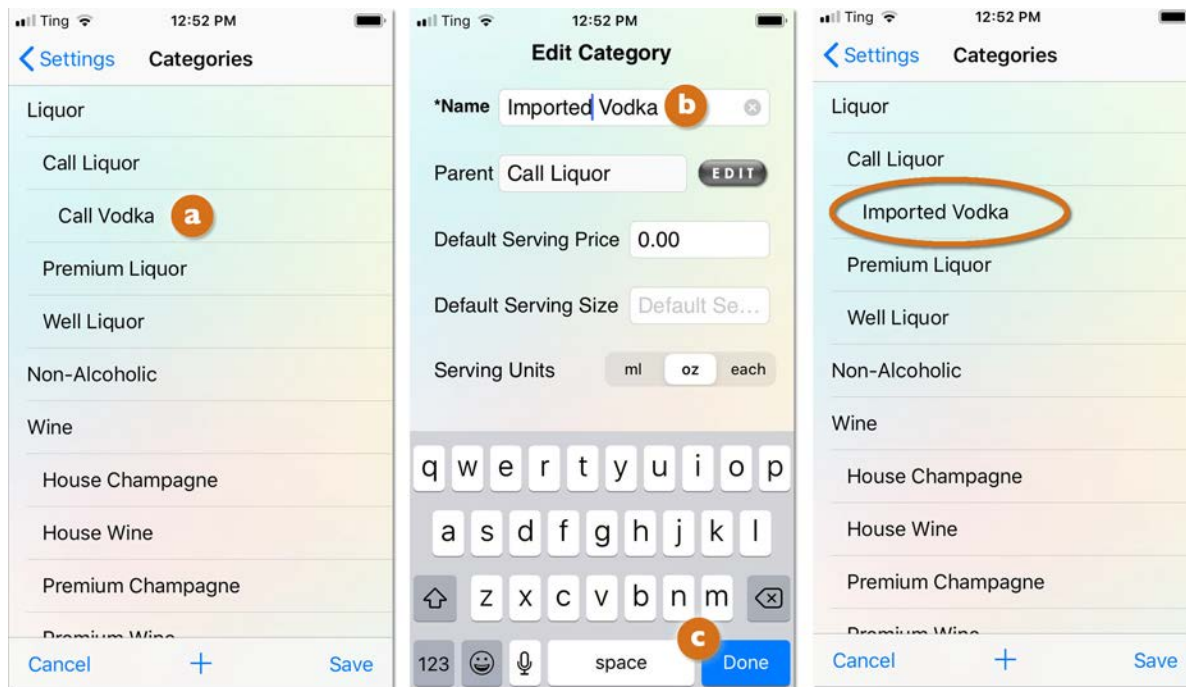 Ting 12:52 PM
Settings Categories
Liquor
Call Liquor
Call Vodka a
Premium Liquor
Well Liquor
Non-Alcoholic
Wine
House Champagne
House Wine
Premium Champagne
Premium Wine
Cancel + Save
Ting 12:52 PM
Edit Category
*Name Imported Vodka b
Parent Call Liquor EDIT
Default Serving Price 0.00
Default Serving Size Default Se...
Serving Units ml oz each
q w e r t y u i o p
a s d f g h j k l
z x c v b n m
c
123 space Done
Ting 12:52 PM
Settings Categories
Liquor
Call Liquor
Imported Vodka
Premium Liquor
Well Liquor
Non-Alcoholic
Wine
House Champagne
House Wine
Premium Champagne
Premium Wine
Cancel + Save